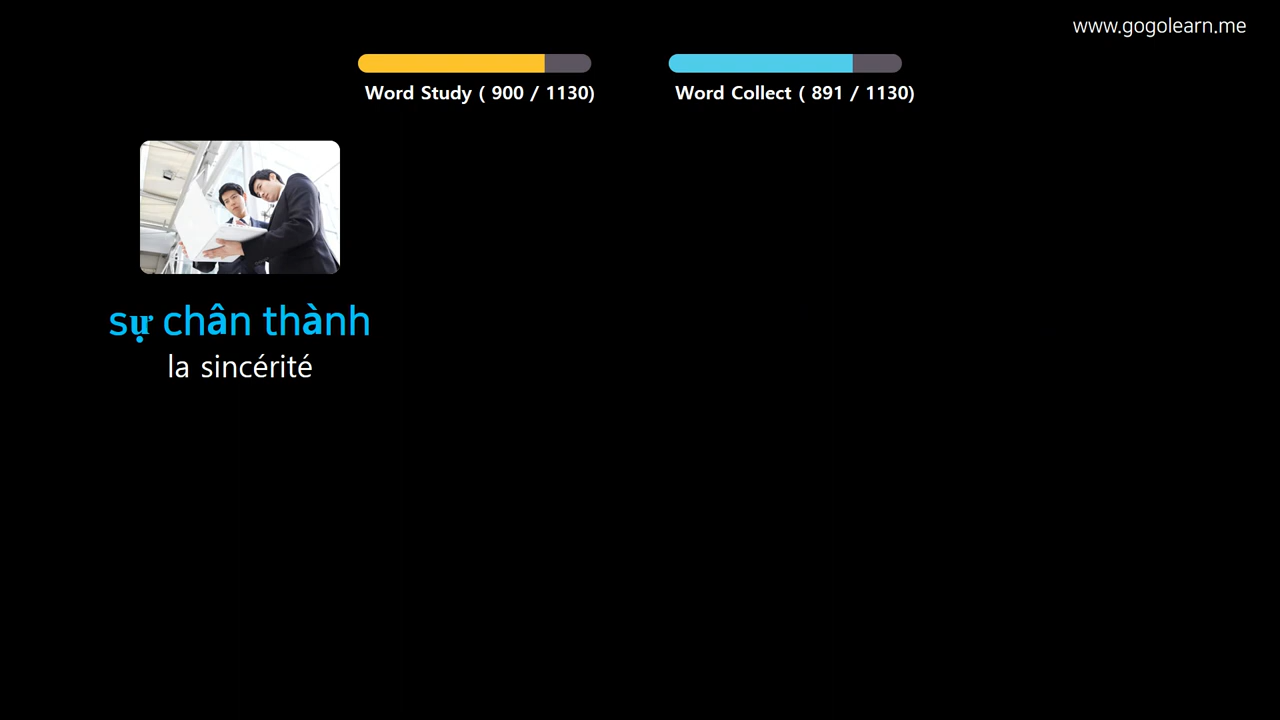 www.gogolearn.me
Word Study ( 900 / 1130)
Word Collect ( 891 / 1130)
sự chân thành
la sincérité